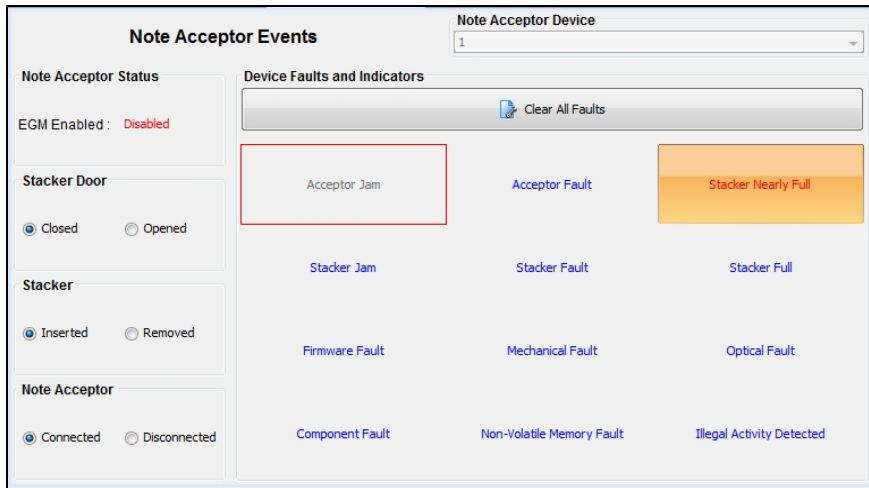 Note Acceptor Events
Note Acceptor Device
1
Note Acceptor Status
EGM Enabled : Disabled
Stacker Door
Closed Opened
Stacker
Inserted Removed
Note Acceptor
Connected Disconnected
Device Faults and Indicators
Clear All Faults
Acceptor Jam Acceptor Fault Stacker Nearly Full
Stacker Jam Stacker Fault Stacker Full
Firmware Fault Mechanical Fault Optical Fault
Component Fault Non-Volatile Memory Fault Illegal Activity Detected